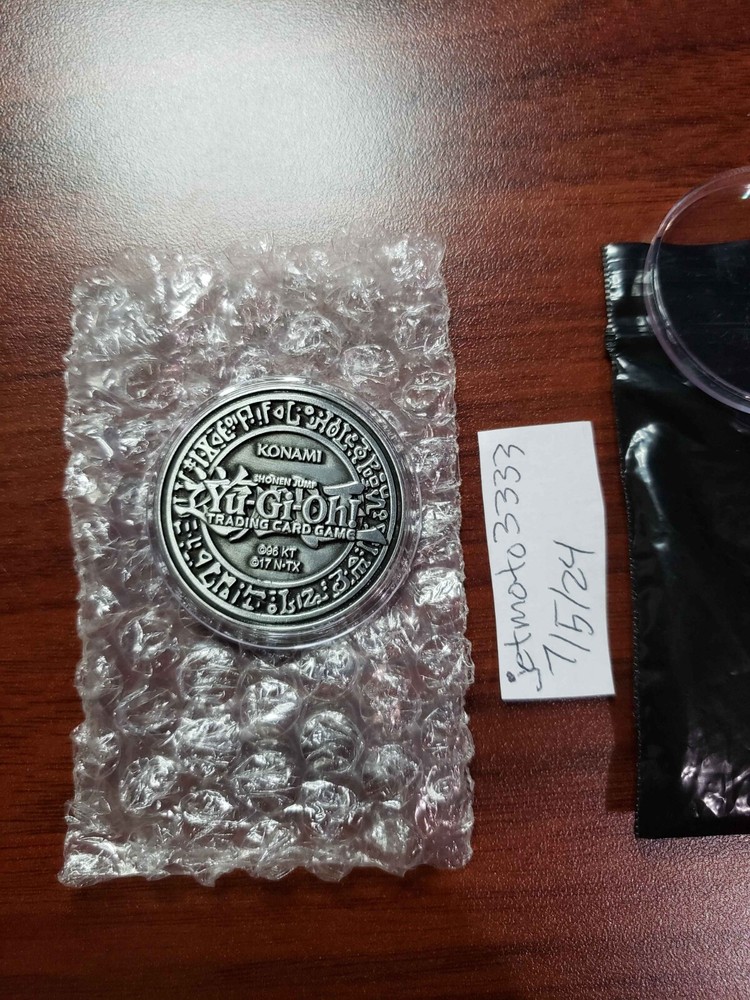 KONAMI
SHONEN JUMP
Yu-Gi-Oh!
TRADING CARD GAME
©96 KT
©17 N•TX
jetmoto3333
7/5/24